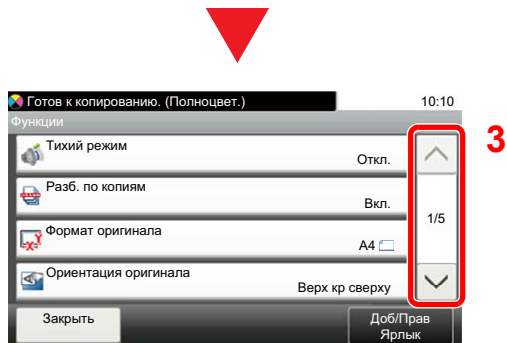 Готов к копированию. (Полноцвет.) 10:10
Функции
Тихий режим
Откл.
3
Разб. по копиям
Вкл.
1/5
Формат оригинала
A4
Ориентация оригинала
Верх кр сверху
Закрыть
Доб/Прав
Ярлык